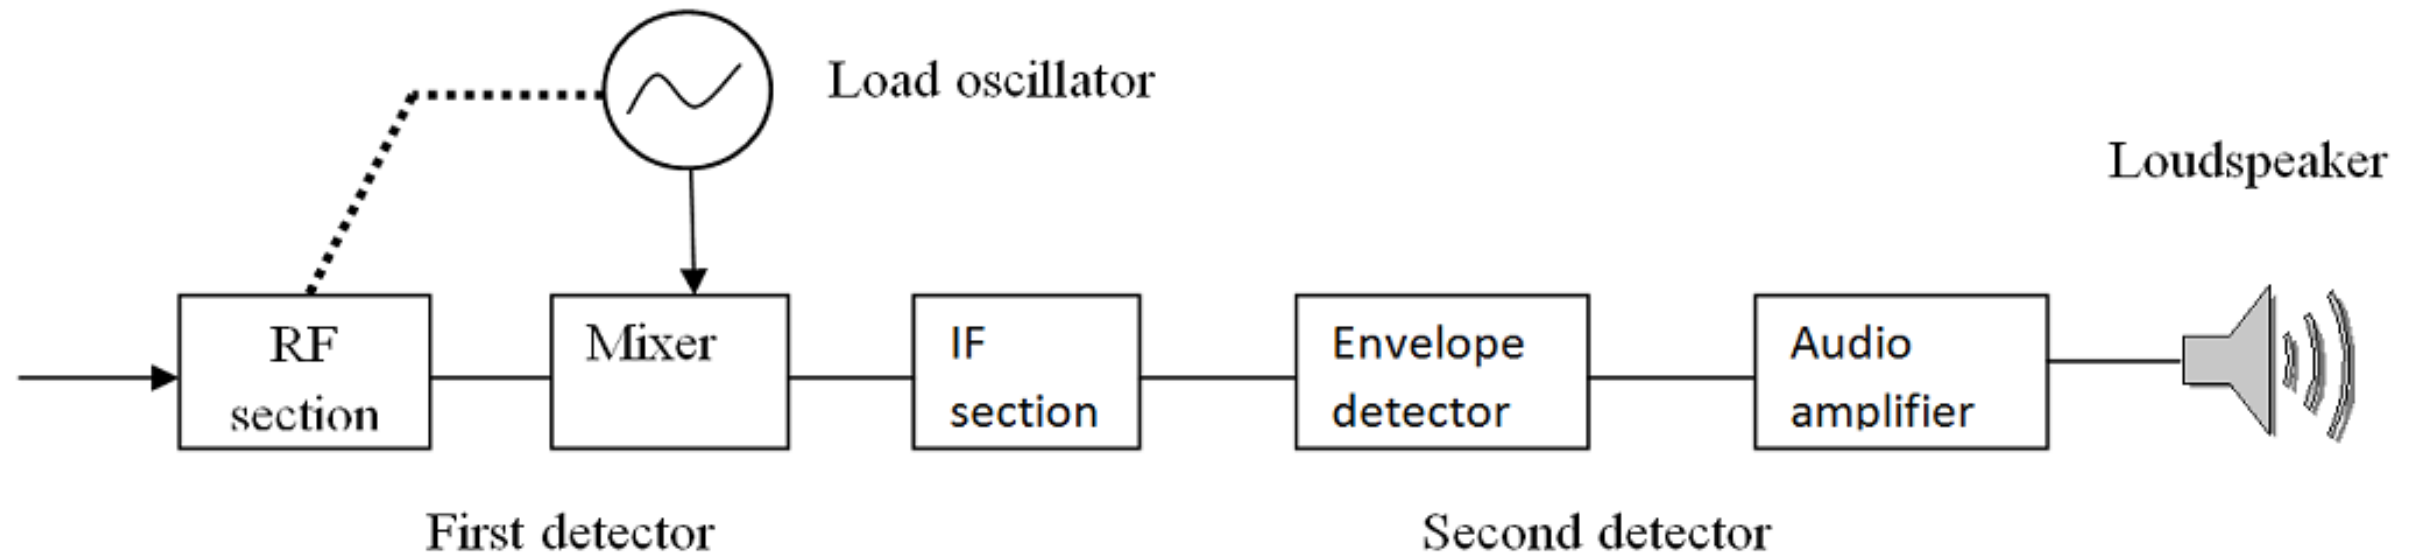 Load oscillator
Loudspeaker
RF
section
Mixer
IF
section
Envelope
detector
Audio
amplifier
First detector
Second detector